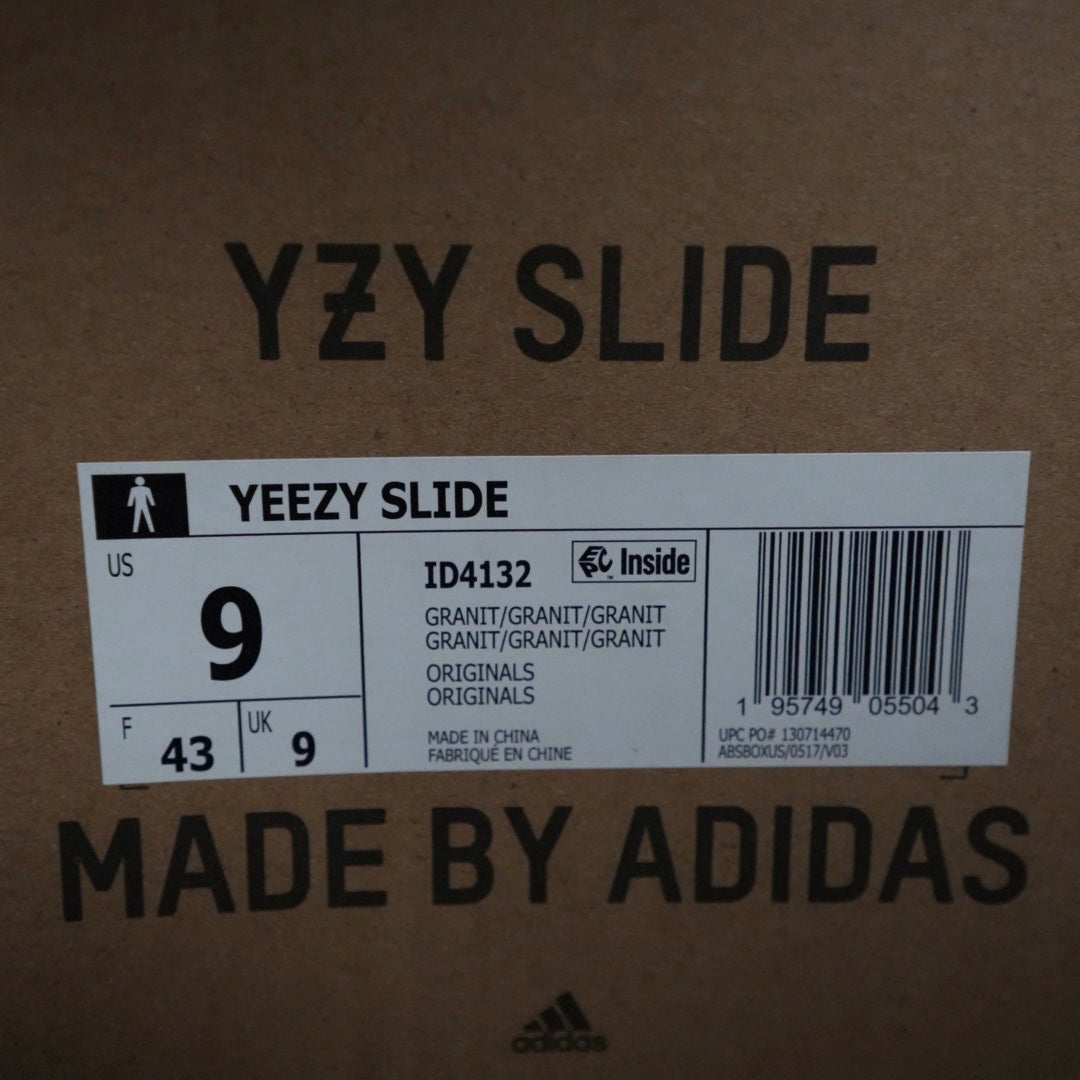 YZY SLIDE
YEEZY SLIDE
US
9
F
43
UK
9
ID4132
EPC Inside
™
GRANIT/GRANIT/GRANIT
GRANIT/GRANIT/GRANIT
ORIGINALS
ORIGINALS
MADE IN CHINA
FABRIQUÉ EN CHINE
1 95749 05504 3
UPC PO# 130714470
ABSBOXUS/0517/V03
MADE BY ADIDAS
adidas